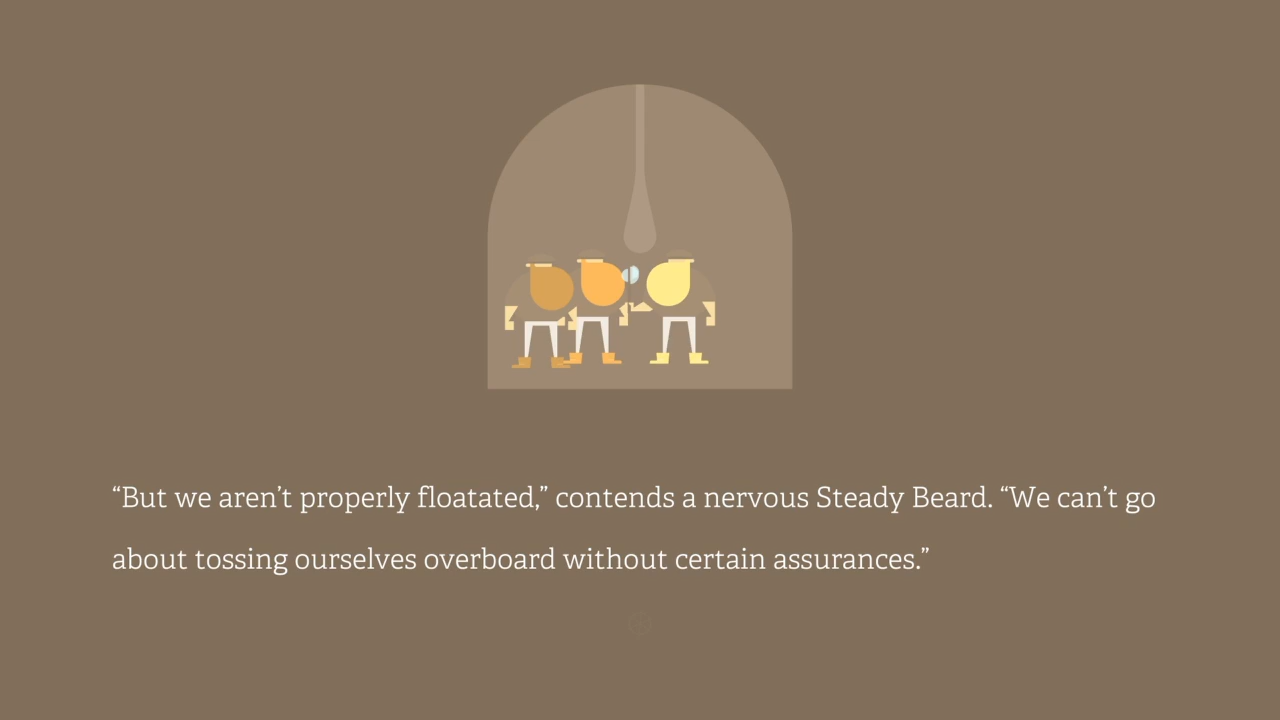 “But we aren’t properly floatated,” contends a nervous Steady Beard. “We can’t go
about tossing ourselves overboard without certain assurances.”